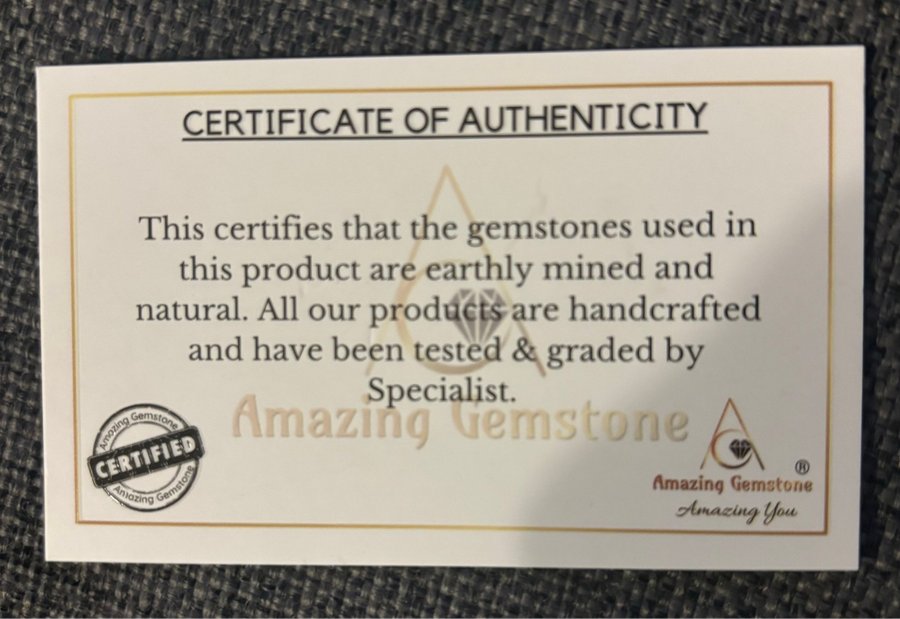 CERTIFICATE OF AUTHENTICITY
This certifies that the gemstones used in
this product are earthly mined and
natural. All our products are handcrafted
and have been tested & graded by
Specialist.
Amazing Gemstone
Amazing Gemstone
CERTIFIED
Amazing Gemstone
Amazing Gemstone ®
Amazing You